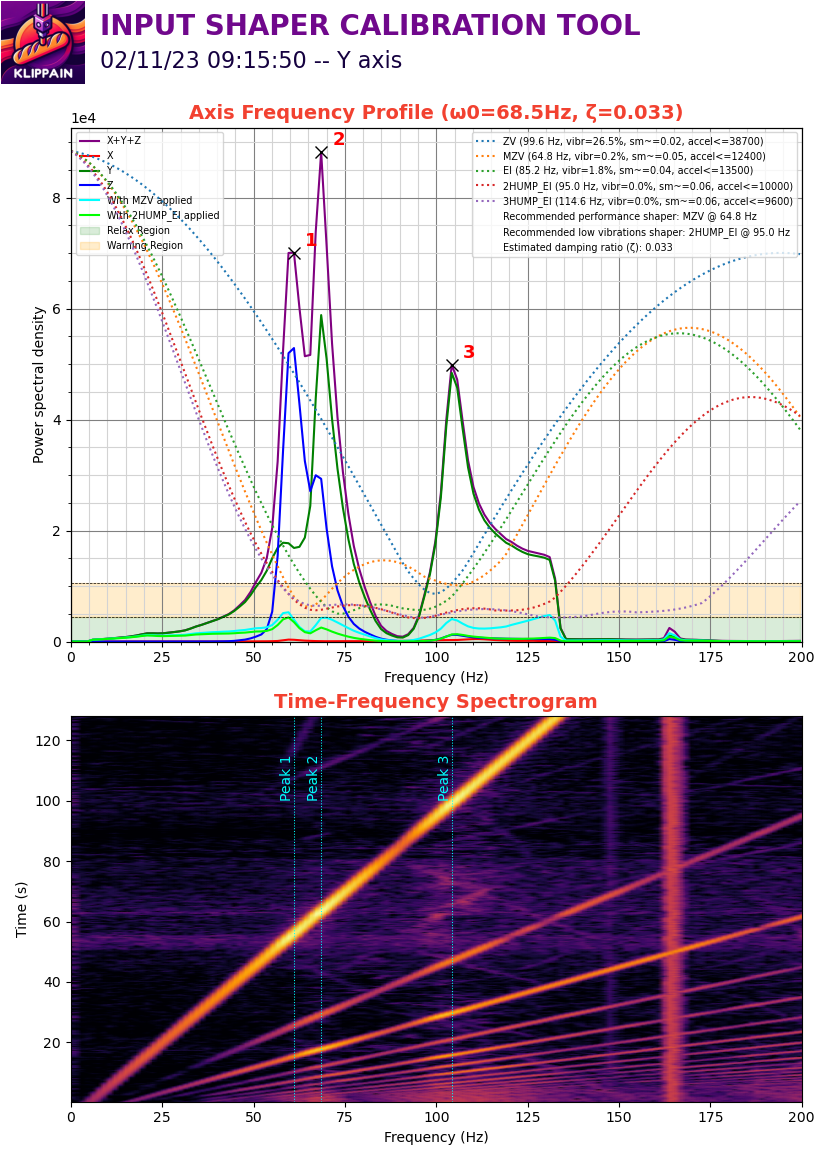 INPUT SHAPER CALIBRATION TOOL
02/11/23 09:15:50 -- Y axis
KLIPPAIN
Axis Frequency Profile (ω0=68.5Hz, ζ=0.033)
1e4
X+Y+Z
X
Y
Z
With MZV applied
With 2HUMP_EI applied
Relax Region
Warning Region
ZV (99.6 Hz, vibr=26.5%, sm~=0.02, accel<=38700)
MZV (64.8 Hz, vibr=0.2%, sm~=0.05, accel<=12400)
EI (85.2 Hz, vibr=1.8%, sm~=0.04, accel<=13500)
2HUMP_EI (95.0 Hz, vibr=0.0%, sm~=0.06, accel<=10000)
3HUMP_EI (114.6 Hz, vibr=0.0%, sm~=0.06, accel<=9600)
Recommended performance shaper: MZV @ 64.8 Hz
Recommended low vibrations shaper: 2HUMP_EI @ 95.0 Hz
Estimated damping ratio (ζ): 0.033
1
2
3
Power spectral density
8
6
4
2
0
0 25 50 75 100 125 150 175 200
Frequency (Hz)
Time-Frequency Spectrogram
Peak 1
Peak 2
Peak 3
Time (s)
120
100
80
60
40
20
0 25 50 75 100 125 150 175 200
Frequency (Hz)